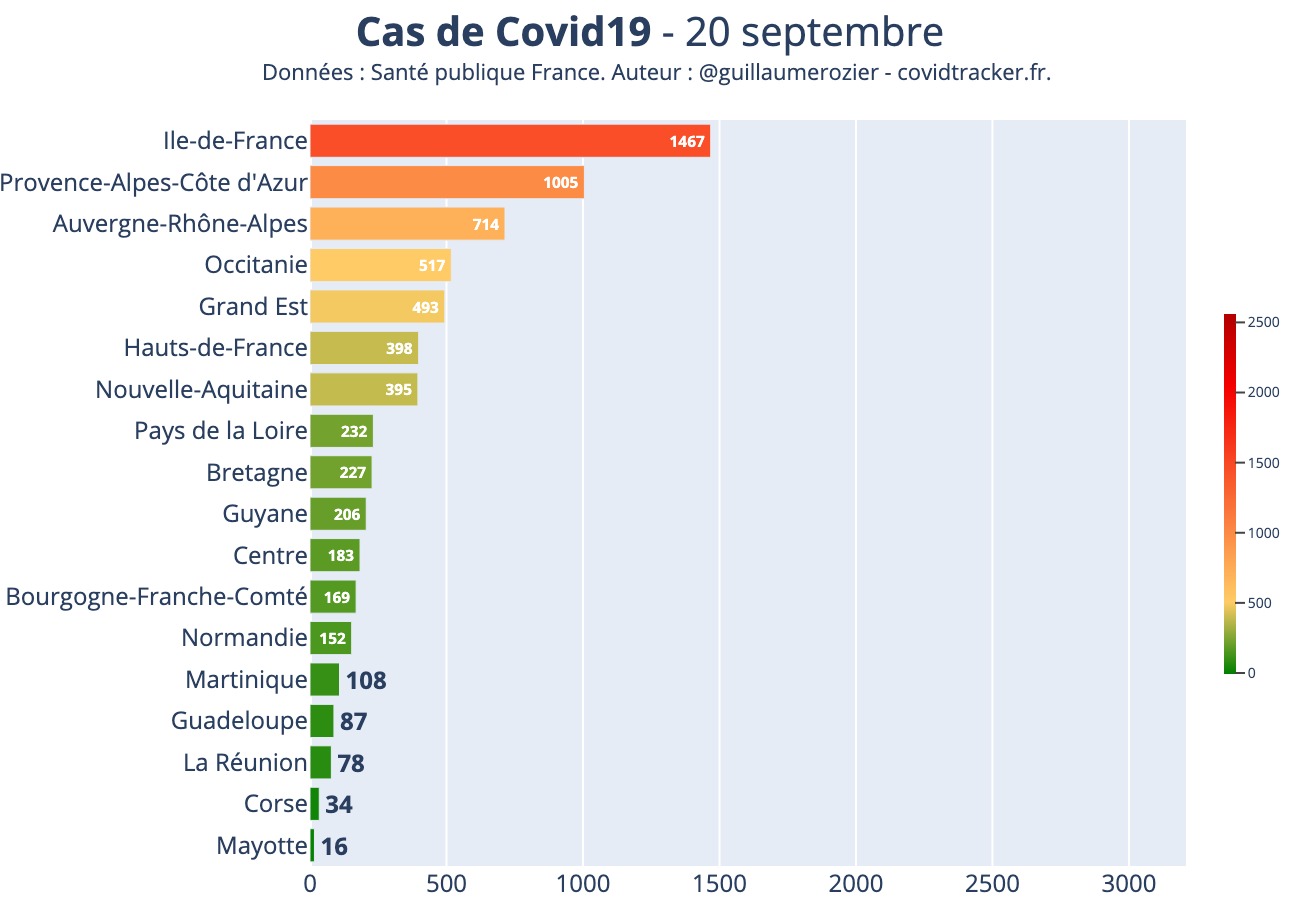 Cas de Covid19 - 20 septembre
Données : Santé publique France. Auteur : @guillaumerozier - covidtracker.fr.
Ile-de-France 1467
Provence-Alpes-Côte d'Azur 1005
Auvergne-Rhône-Alpes 714
Occitanie 517
Grand Est 493
Hauts-de-France 398
Nouvelle-Aquitaine 395
Pays de la Loire 232
Bretagne 227
Guyane 206
Centre 183
Bourgogne-Franche-Comté 169
Normandie 152
Martinique 108
Guadeloupe 87
La Réunion 78
Corse 34
Mayotte 16
0 500 1000 1500 2000 2500 3000
2500
2000
1500
1000
500
0